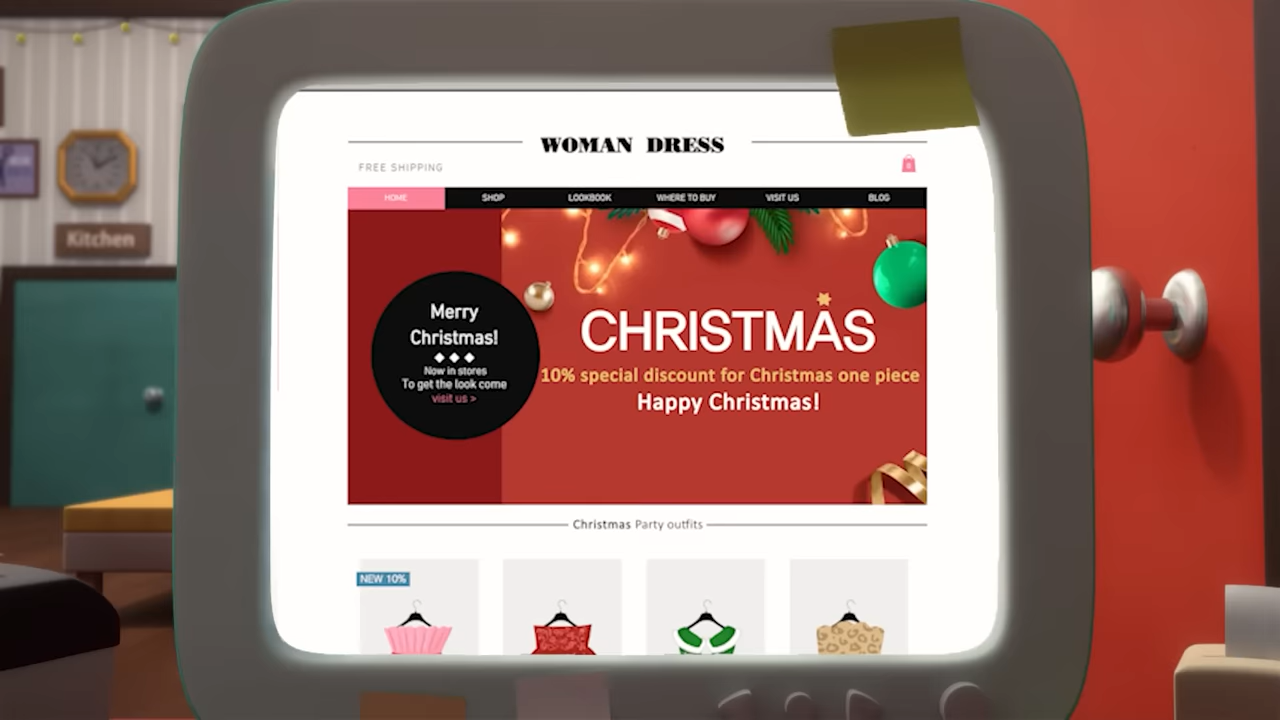 WOMAN DRESS
FREE SHIPPING
HOME SHOP LOOKBOOK WHERE TO BUY VISIT US BLOG
Kitchen
Merry
Christmas!
Now in stores
To get the look come
visit us >
CHRISTMAS
10% special discount for Christmas one piece
Happy Christmas!
Christmas Party outfits
NEW 10%